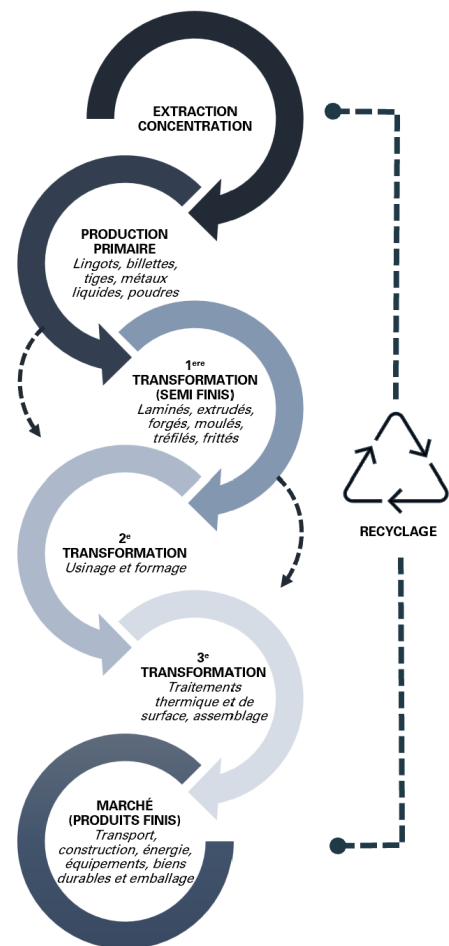 EXTRACTION
CONCENTRATION
PRODUCTION
PRIMAIRE
Lingots, billettes,
tiges, métaux
liquides, poudres
1ere
TRANSFORMATION
(SEMI FINIS)
Laminés, extrudés,
forgés, moulés,
tréfilés, frittés
RECYCLAGE
2e
TRANSFORMATION
Usinage et formage
3e
TRANSFORMATION
Traitements
thermique et de
surface, assemblage
MARCHÉ
(PRODUITS FINIS)
Transport,
construction, énergie,
équipements, biens
durables et emballage